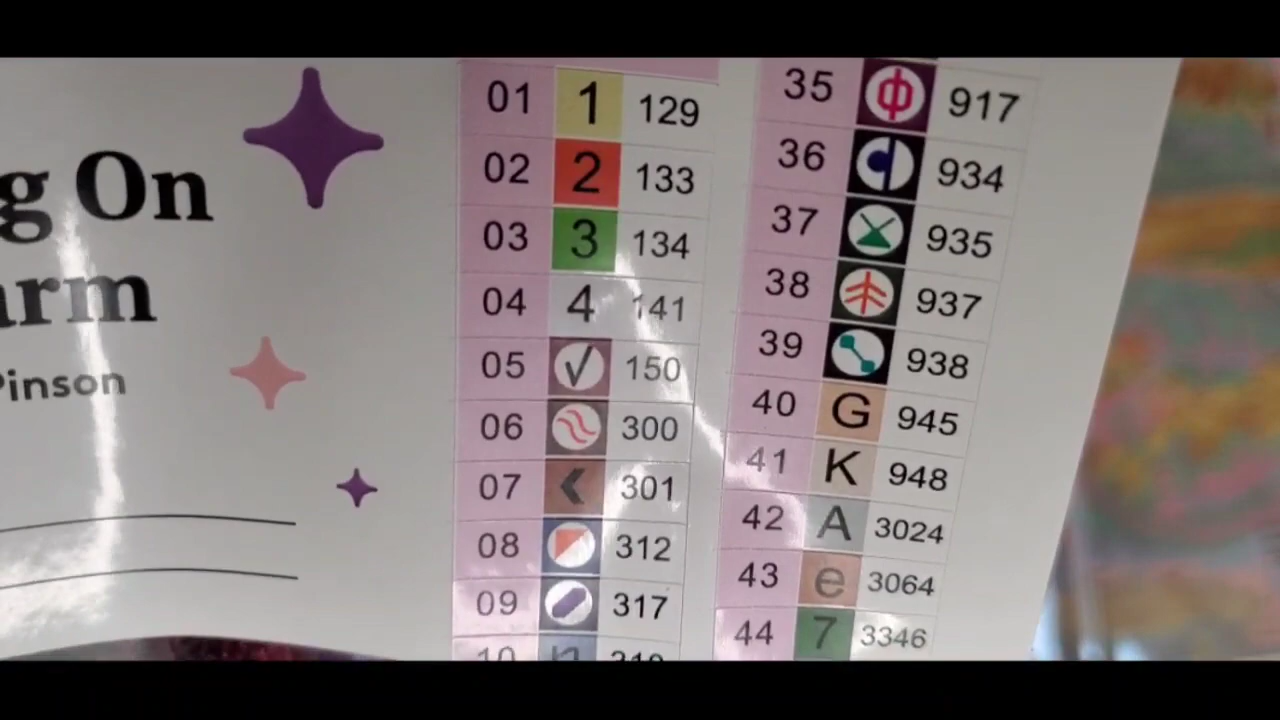 g On
arm
Pinson
01 1 129
02 2 133
03 3 134
04 4 141
05 150
06 300
07 301
08 312
09 317
10 n 319
35 917
36 934
37 935
38 937
39 938
40 G 945
41 K 948
42 A 3024
43 e 3064
44 7 3346